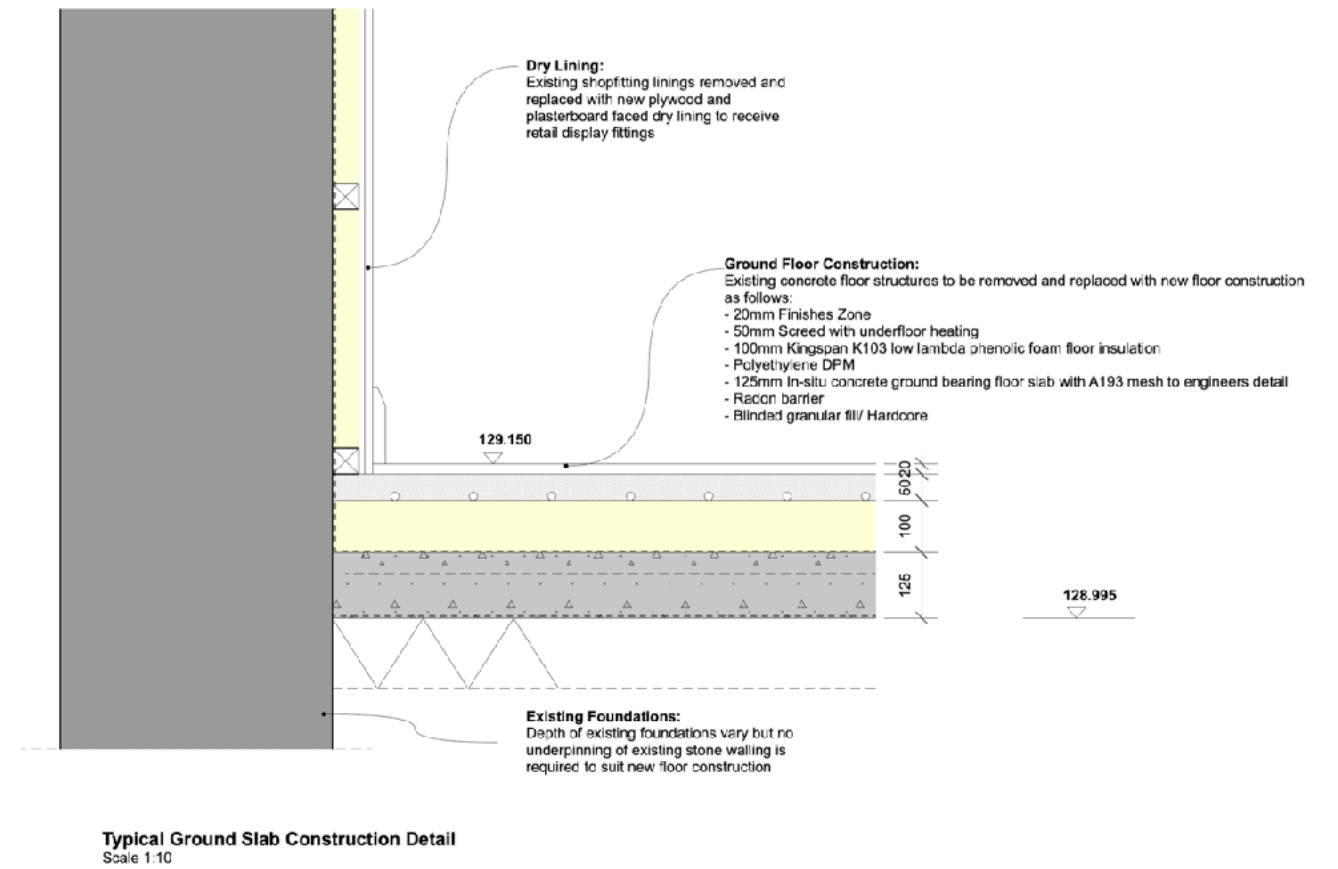 Dry Lining:
Existing shopfitting linings removed and
replaced with new plywood and
plasterboard faced dry lining to receive
retail display fittings
Ground Floor Construction:
Existing concrete floor structures to be removed and replaced with new floor construction
as follows:
- 20mm Finishes Zone
- 50mm Screed with underfloor heating
- 100mm Kingspan K103 low lambda phenolic foam floor insulation
- Polyethylene DPM
- 125mm In-situ concrete ground bearing floor slab with A193 mesh to engineers detail
- Radon barrier
- Blinded granular fill/ Hardcore
129.150
20
50
100
125
128.995
Existing Foundations:
Depth of existing foundations vary but no
underpinning of existing stone walling is
required to suit new floor construction
Typical Ground Slab Construction Detail
Scale 1:10